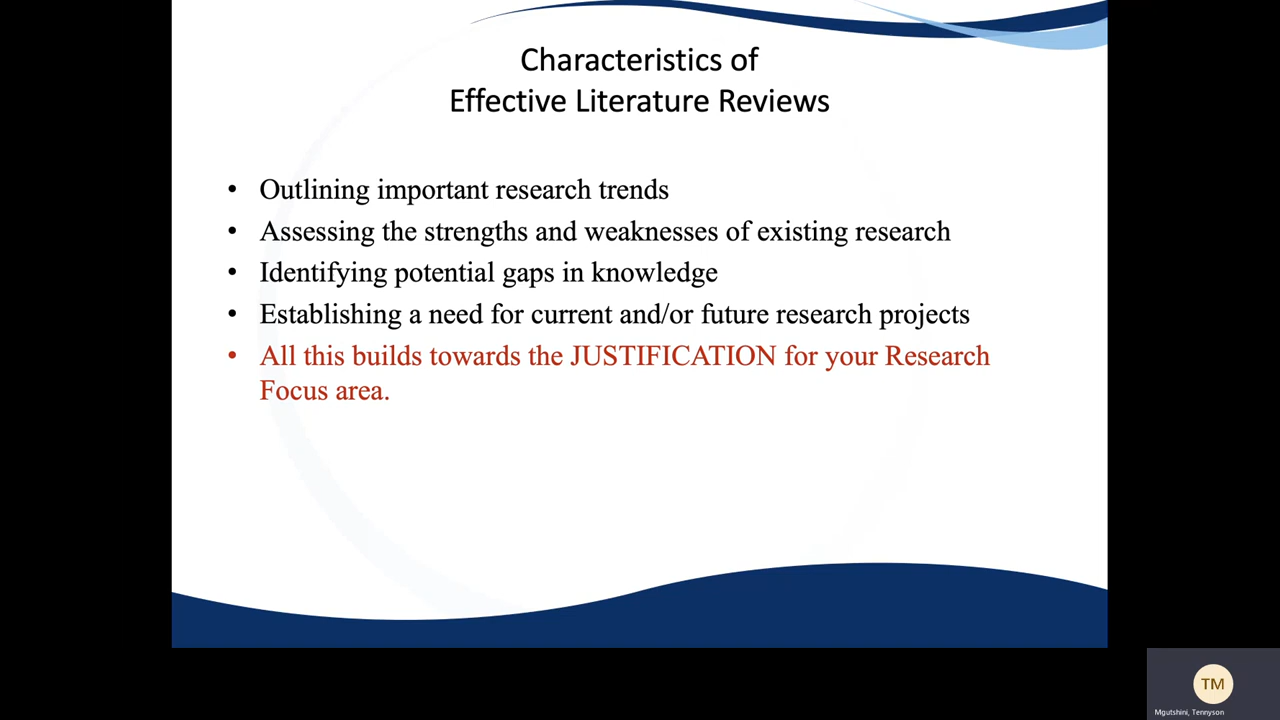 Characteristics of
Effective Literature Reviews
• Outlining important research trends
• Assessing the strengths and weaknesses of existing research
• Identifying potential gaps in knowledge
• Establishing a need for current and/or future research projects
• All this builds towards the JUSTIFICATION for your Research
Focus area.
TM
Mgutshini, Tennyson